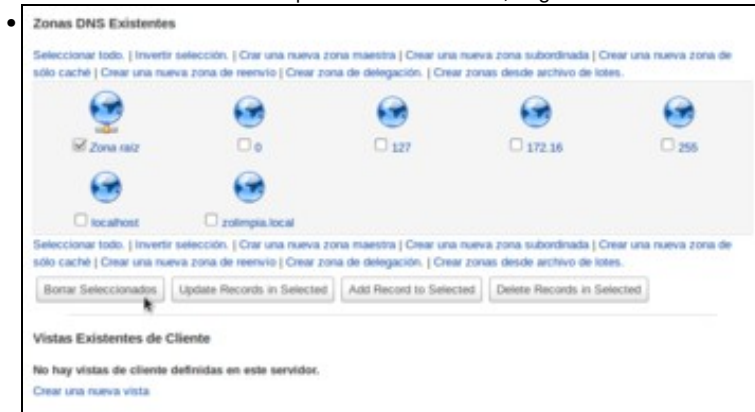 Zonas DNS Existentes
Seleccionar todo. | Invertir selección. | Crar una nueva zona maestra | Crear una nueva zona subordinada | Crear una nueva zona de
sólo caché | Crear una nueva zona de reenvío | Crear zona de delegación. | Crear zonas desde archivo de lotes.
Zona raíz 0 127 172.16 255
localhost zolimpia.local
Seleccionar todo. | Invertir selección. | Crar una nueva zona maestra | Crear una nueva zona subordinada | Crear una nueva zona de
sólo caché | Crear una nueva zona de reenvío | Crear zona de delegación. | Crear zonas desde archivo de lotes.
Borrar Seleccionados Update Records in Selected Add Record to Selected Delete Records in Selected
Vistas Existentes de Cliente
No hay vistas de cliente definidas en este servidor.
Crear una nueva vista